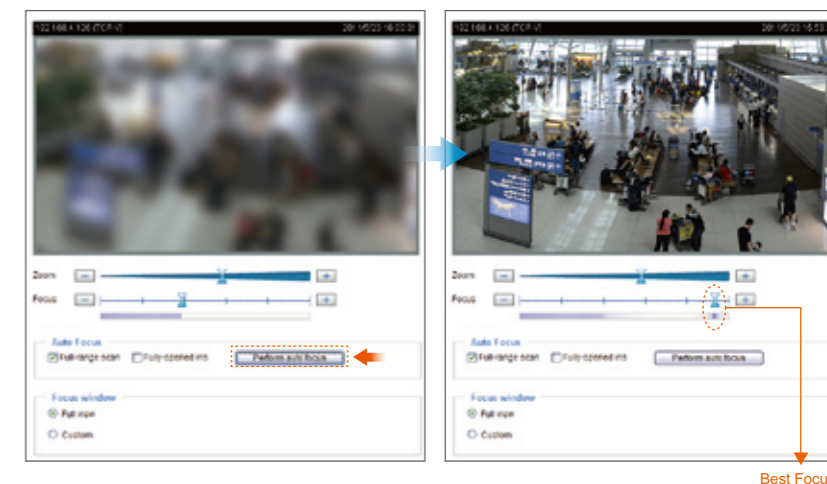 192.168.4.126 (TCP-V)
Zoom
Focus
Auto Focus
Full-range scan
Fully opened iris
Perform auto focus
Focus window
Full view
Custom
192.168.4.126 (TCP-V)
Zoom
Focus
Auto Focus
Full-range scan
Fully opened iris
Perform auto focus
Focus window
Full view
Custom
Best Focu